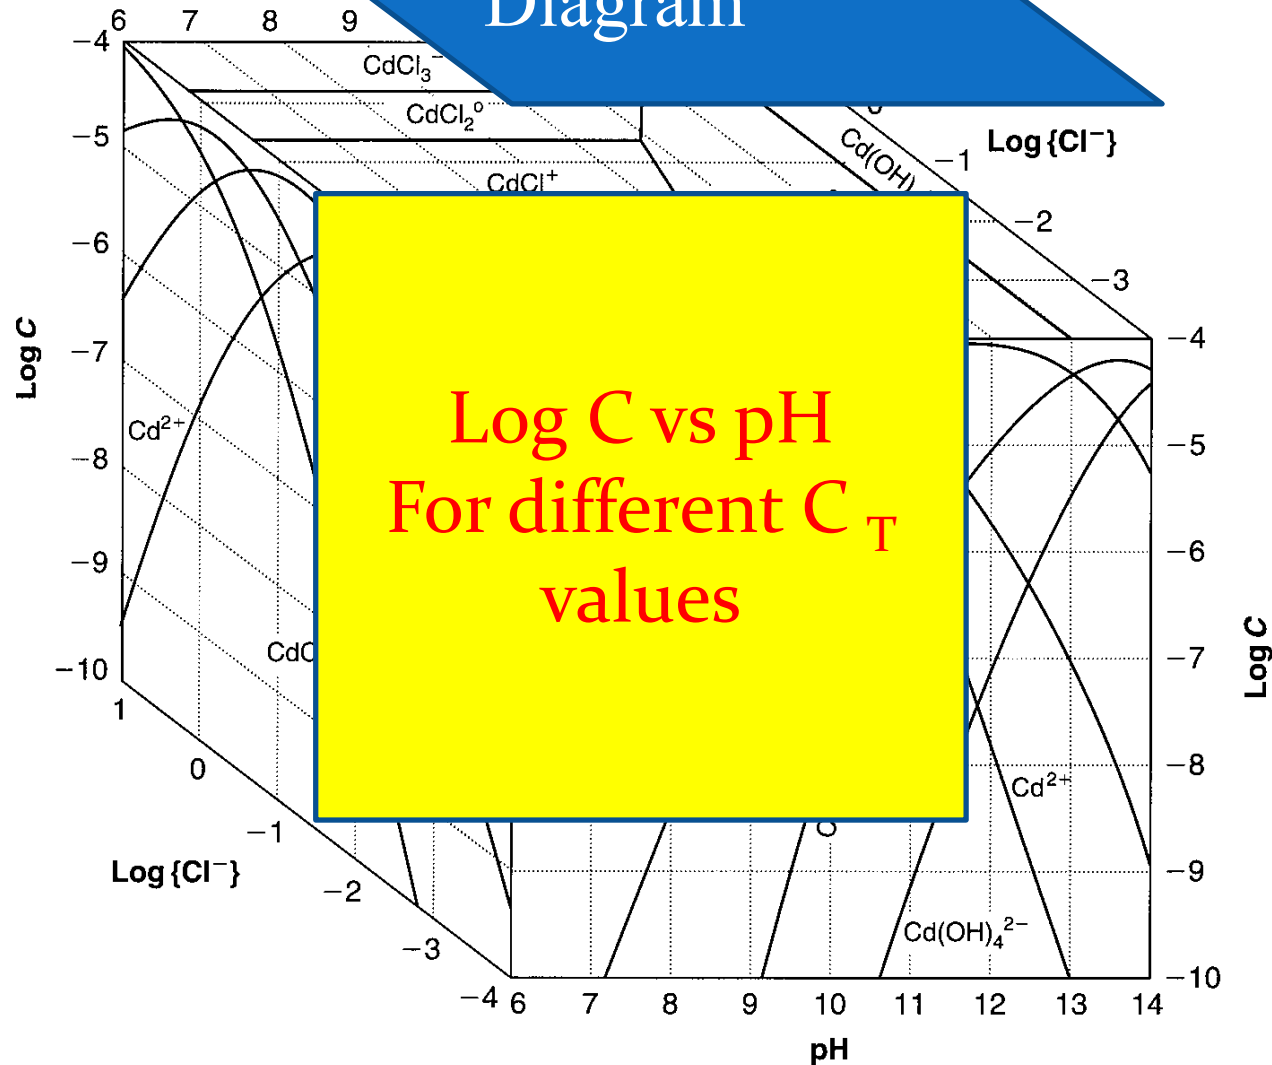 Diagram
6 7 8 9
−4
−5
−6
−7
−8
−9
−10
Log C
CdCl₃⁻
CdCl₂⁰
CdCl⁺
Cd(OH)
Log {Cl⁻}
−1
−2
−3
Log C vs pH
For different C T
values
Cd²⁺
1
0
−1
−2
−3
−4
Log {Cl⁻}
−4
−5
−6
−7
−8
−9
−10
Log C
Cd²⁺
Cd(OH)₄²⁻
6 7 8 9 10 11 12 13 14
pH